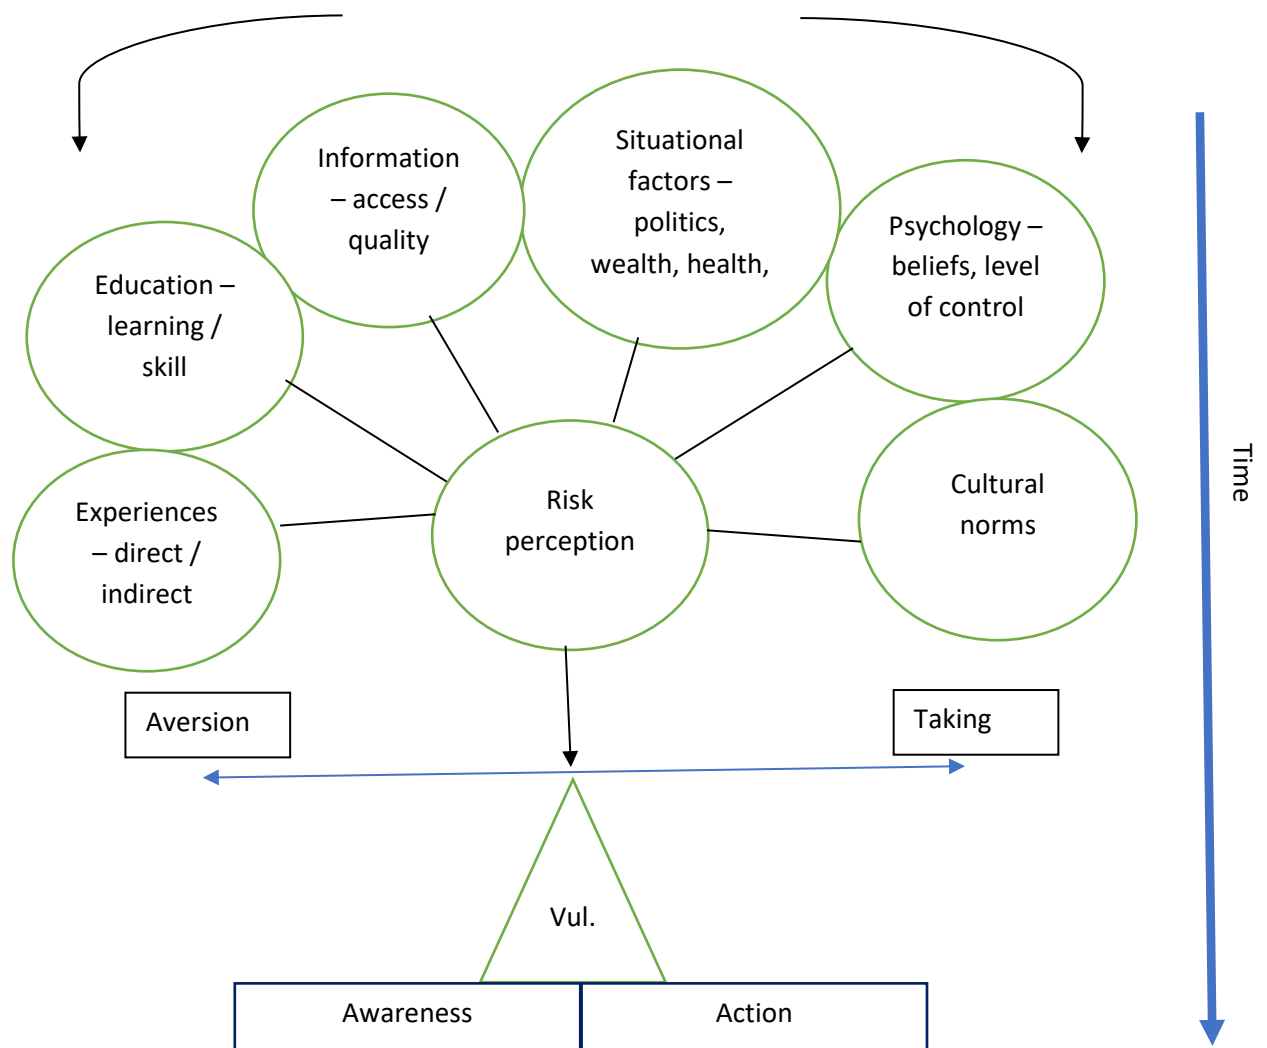 Information
– access /
quality
Situational
factors –
politics,
wealth, health,
Psychology –
beliefs, level
of control
Education –
learning /
skill
Experiences
– direct /
indirect
Risk
perception
Cultural
norms
Time
Aversion
Taking
Vul.
Awareness
Action